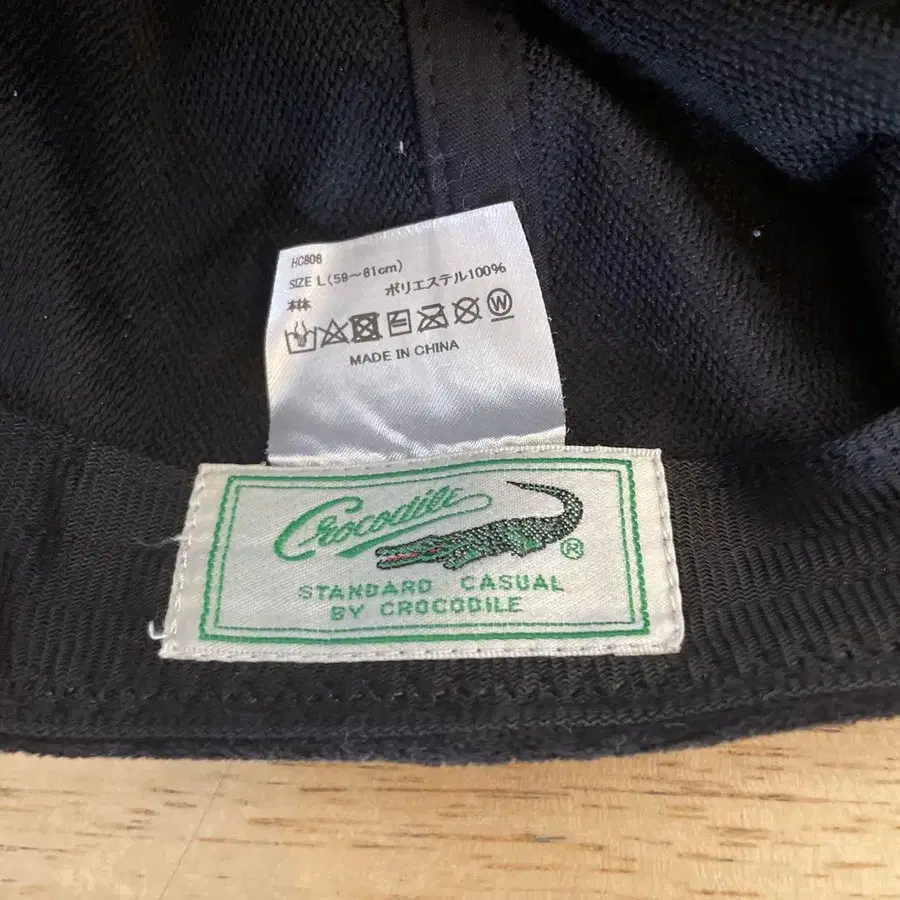 HC806
SIZE L(59～61cm)
ポリエステル100%
W
MADE IN CHINA
Crocodile
®
STANDARD CASUAL
BY CROCODILE